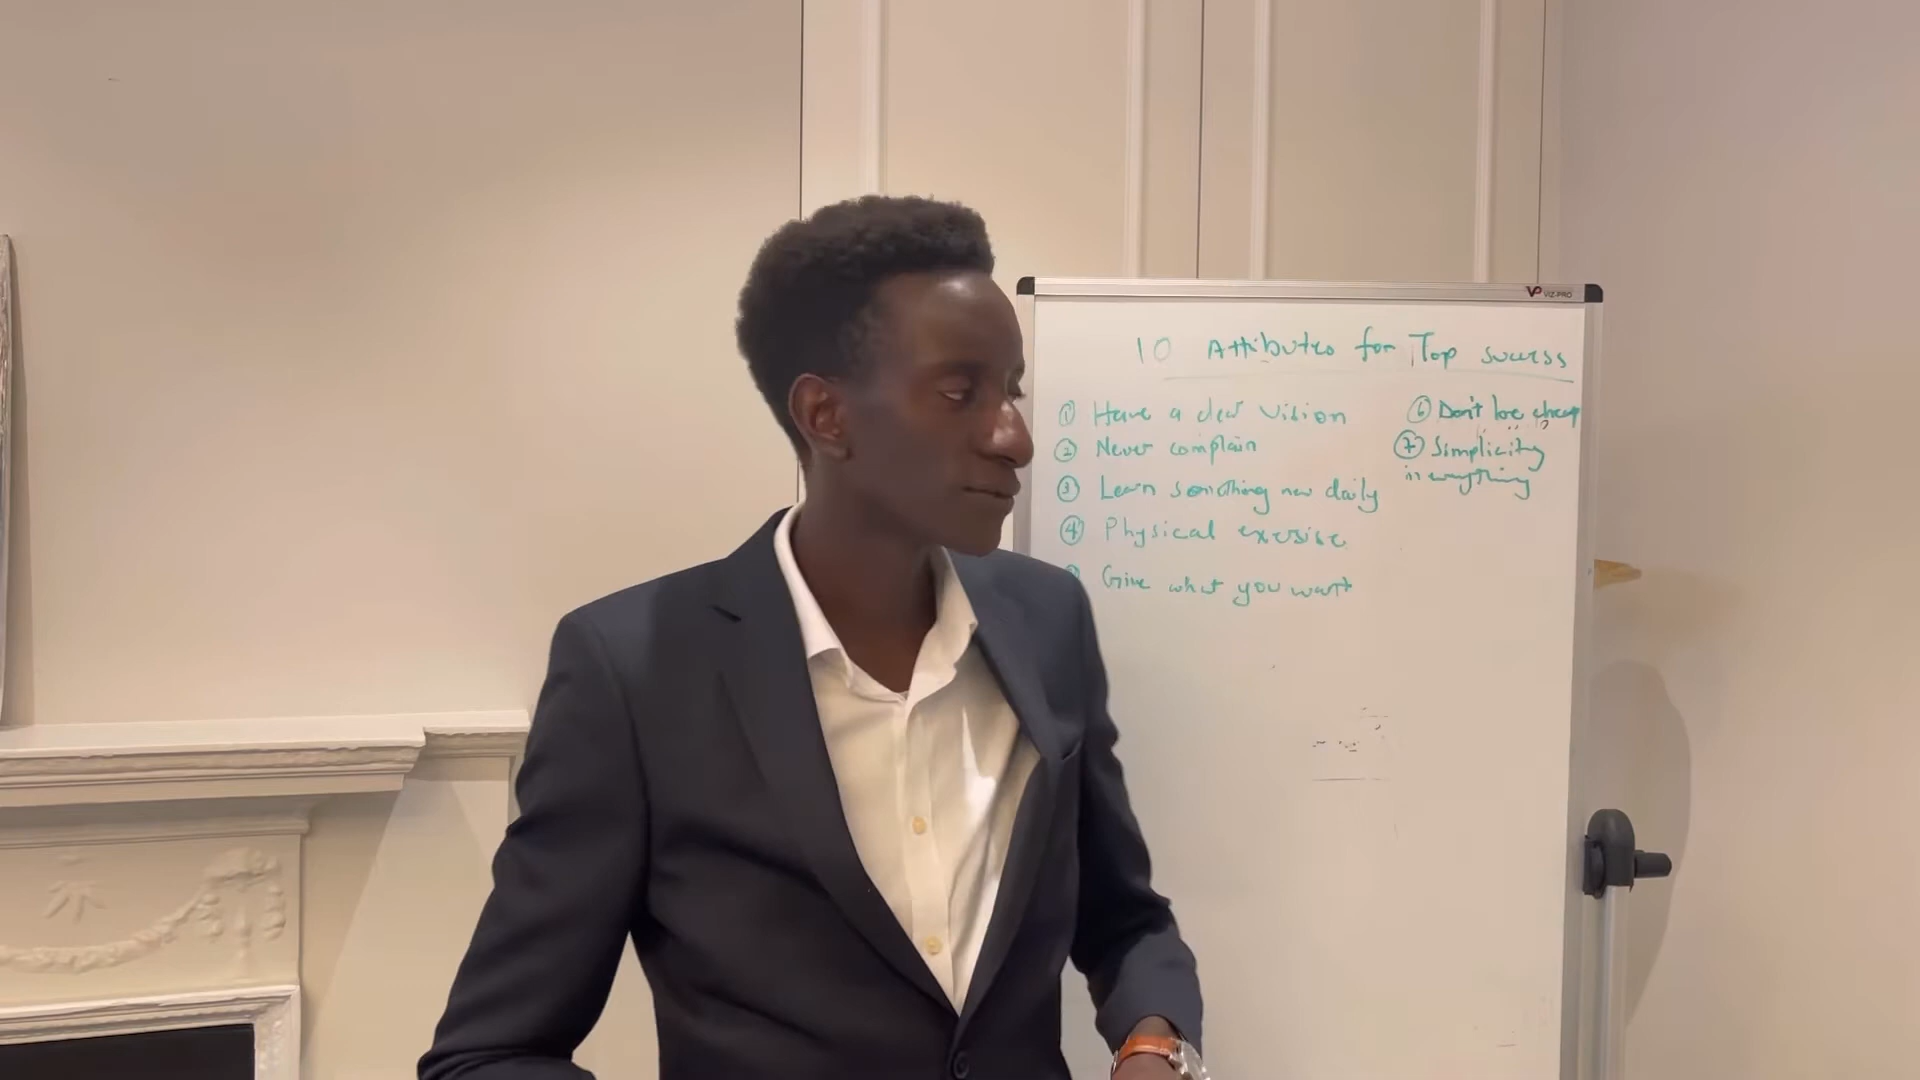 VIZ-PRO
10 Attibutes for Top success
① Have a clear Vision
② Never complain
③ Learn something new daily
④ Physical exersise
Give what you want
⑥ Don't love cheap
⑦ Simplicity
in everything